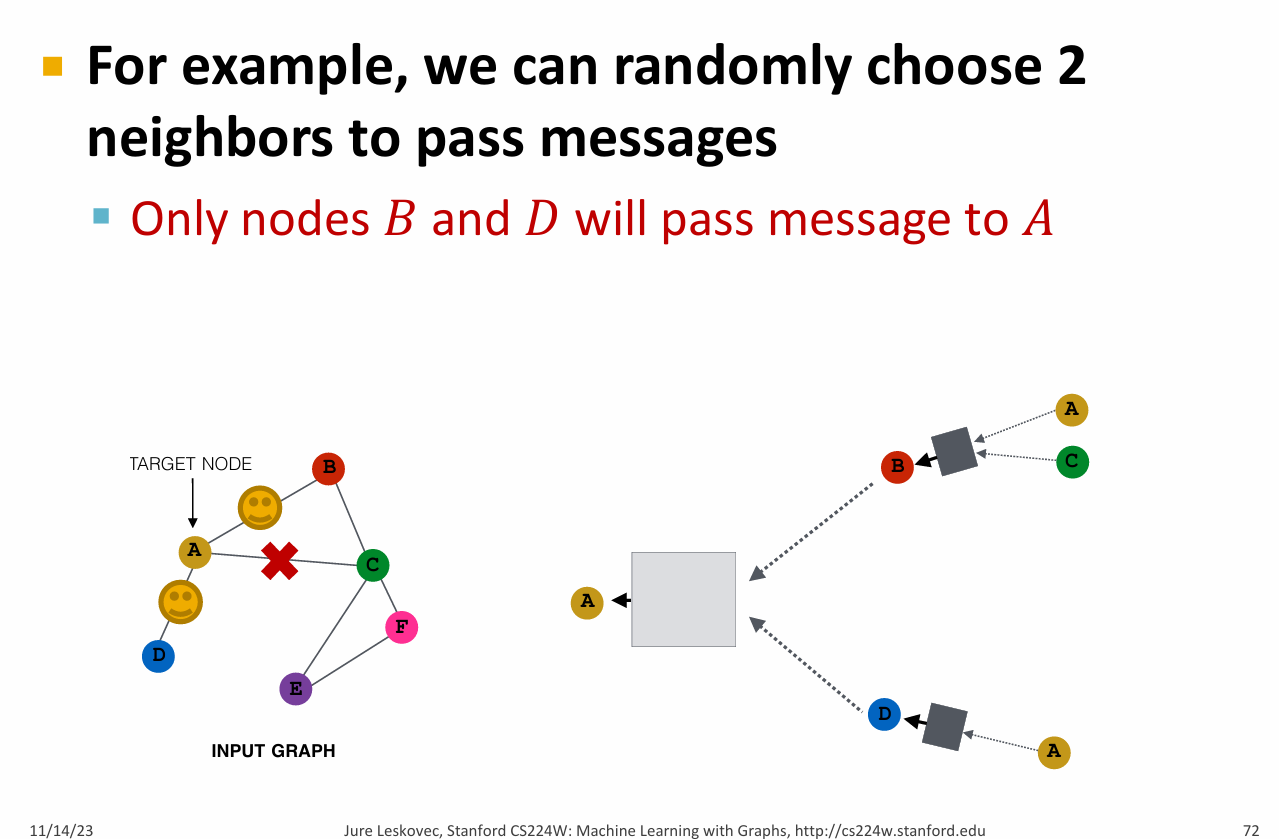 For example, we can randomly choose 2
neighbors to pass messages
Only nodes 𝐵 and 𝐷 will pass message to 𝐴
TARGET NODE
B
A
C
F
D
E
INPUT GRAPH
A
C
B
A
D
A
11/14/23
Jure Leskovec, Stanford CS224W: Machine Learning with Graphs, http://cs224w.stanford.edu
72